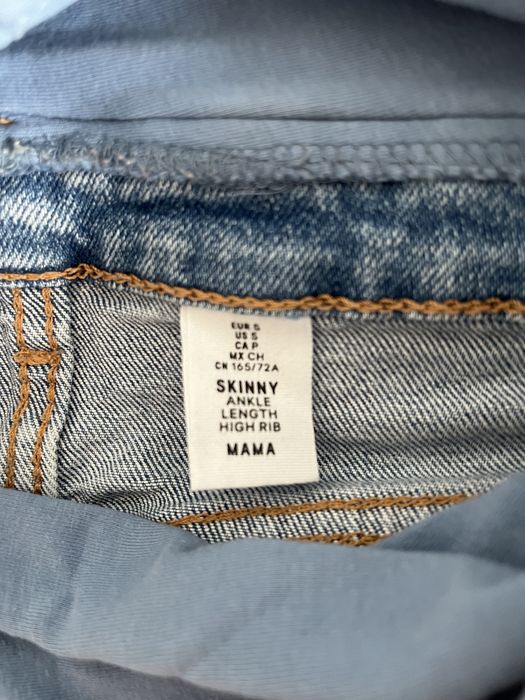 EUR S
US S
CA P
MX CH
CN 165/72A
SKINNY
ANKLE
LENGTH
HIGH RIB
MAMA